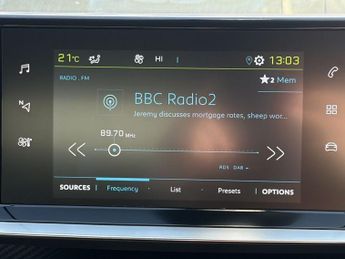 21°C HI 13:03
RADIO . FM
2 Mem
BBC Radio2
Jeremy discusses mortgage rates, sheep wor...
N
89.70 MHz
RDS DAB
SOURCES Frequency List Presets OPTIONS